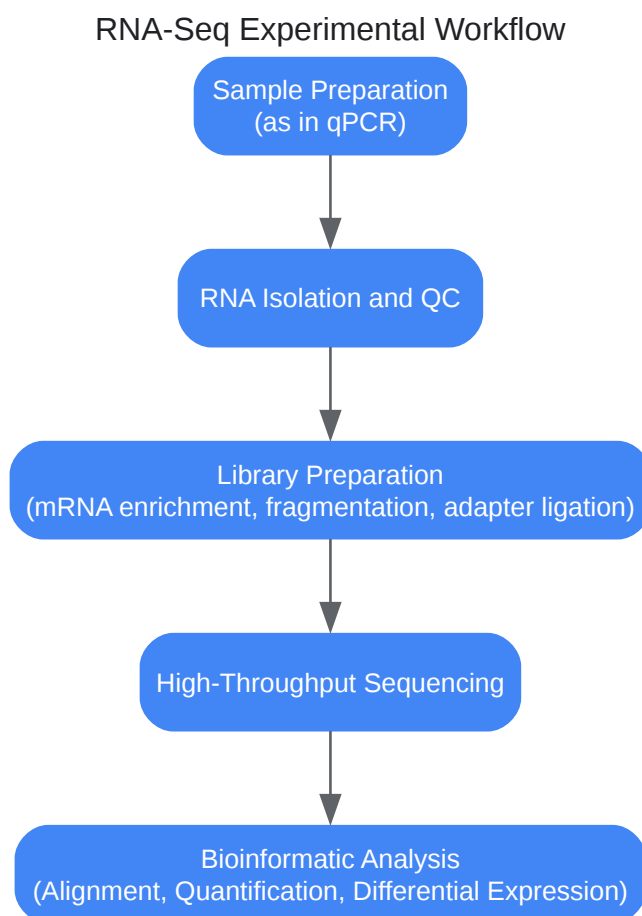 RNA-Seq Experimental Workflow
Sample Preparation
(as in qPCR)
RNA Isolation and QC
Library Preparation
(mRNA enrichment, fragmentation, adapter ligation)
High-Throughput Sequencing
Bioinformatic Analysis
(Alignment, Quantification, Differential Expression)